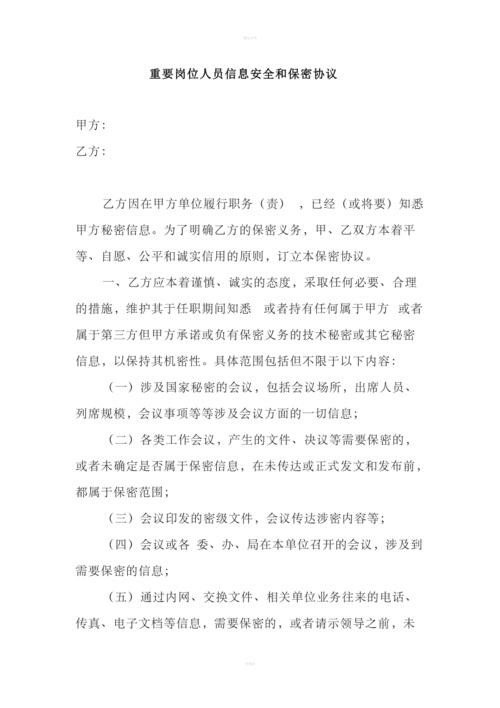 重要岗位人员信息安全和保密协议
甲方：
乙方：
乙方因在甲方单位履行职务（责），已经（或将要）知悉
甲方秘密信息。为了明确乙方的保密义务，甲、乙双方本着平
等、自愿、公平和诚实信用的原则，订立本保密协议。
一、乙方应本着谨慎、诚实的态度，采取任何必要、合理
的措施，维护其于任职期间知悉 或者持有任何属于甲方 或者
属于第三方但甲方承诺或负有保密义务的技术秘密或其它秘密
信息，以保持其机密性。具体范围包括但不限于以下内容：
（一）涉及国家秘密的会议，包括会议场所，出席人员、
列席规模，会议事项等等涉及会议方面的一切信息；
（二）各类工作会议，产生的文件、决议等需要保密的，
或者未确定是否属于保密信息，在未传达或正式发文和发布前，
都属于保密范围；
（三）会议印发的密级文件，会议传达涉密内容等；
（四）会议或各 委、办、局在本单位召开的会议，涉及到
需要保密的信息；
（五）通过内网、交换文件、相关单位业务往来的电话、
传真、电子文档等信息，需要保密的，或者请示领导之前，未